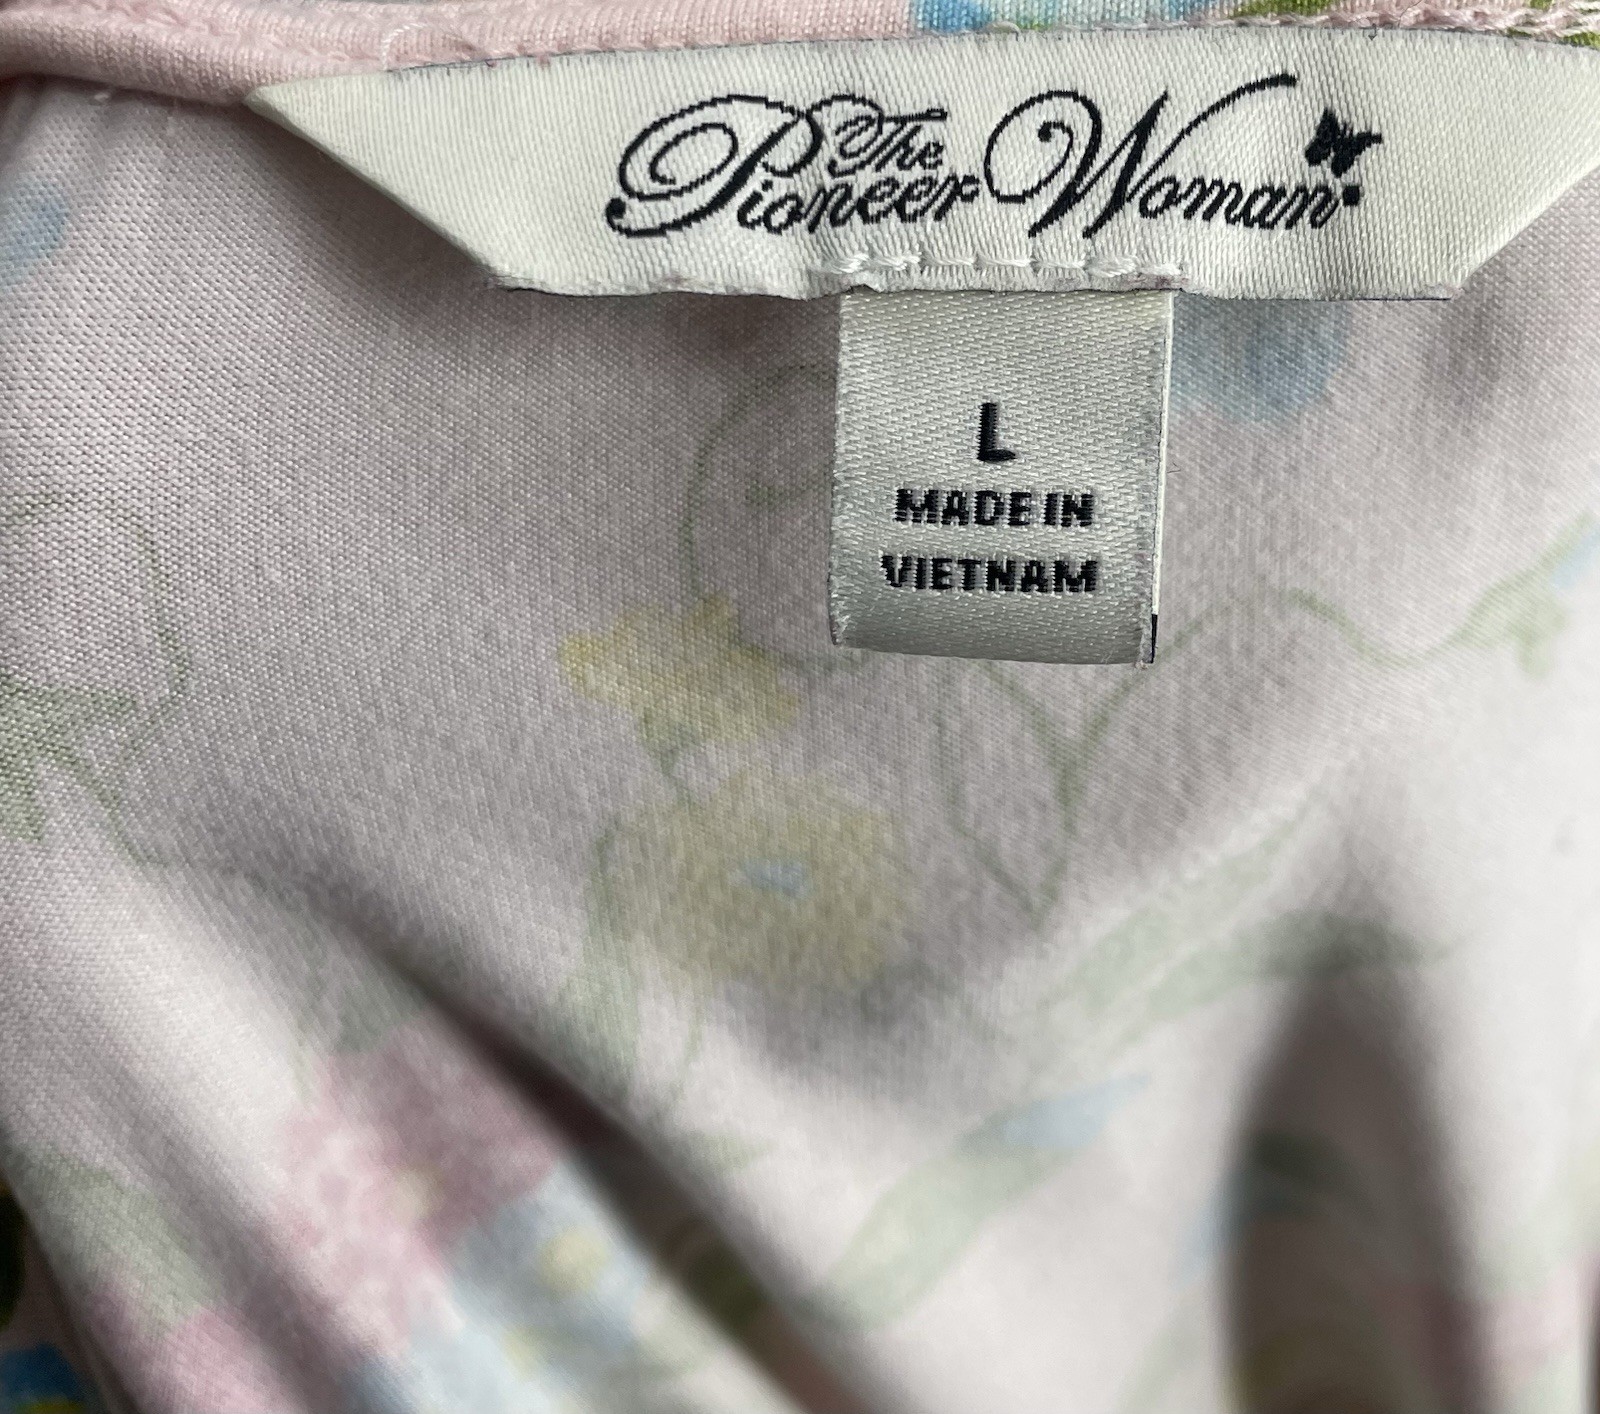 The
Pioneer Woman
L
MADE IN
VIETNAM